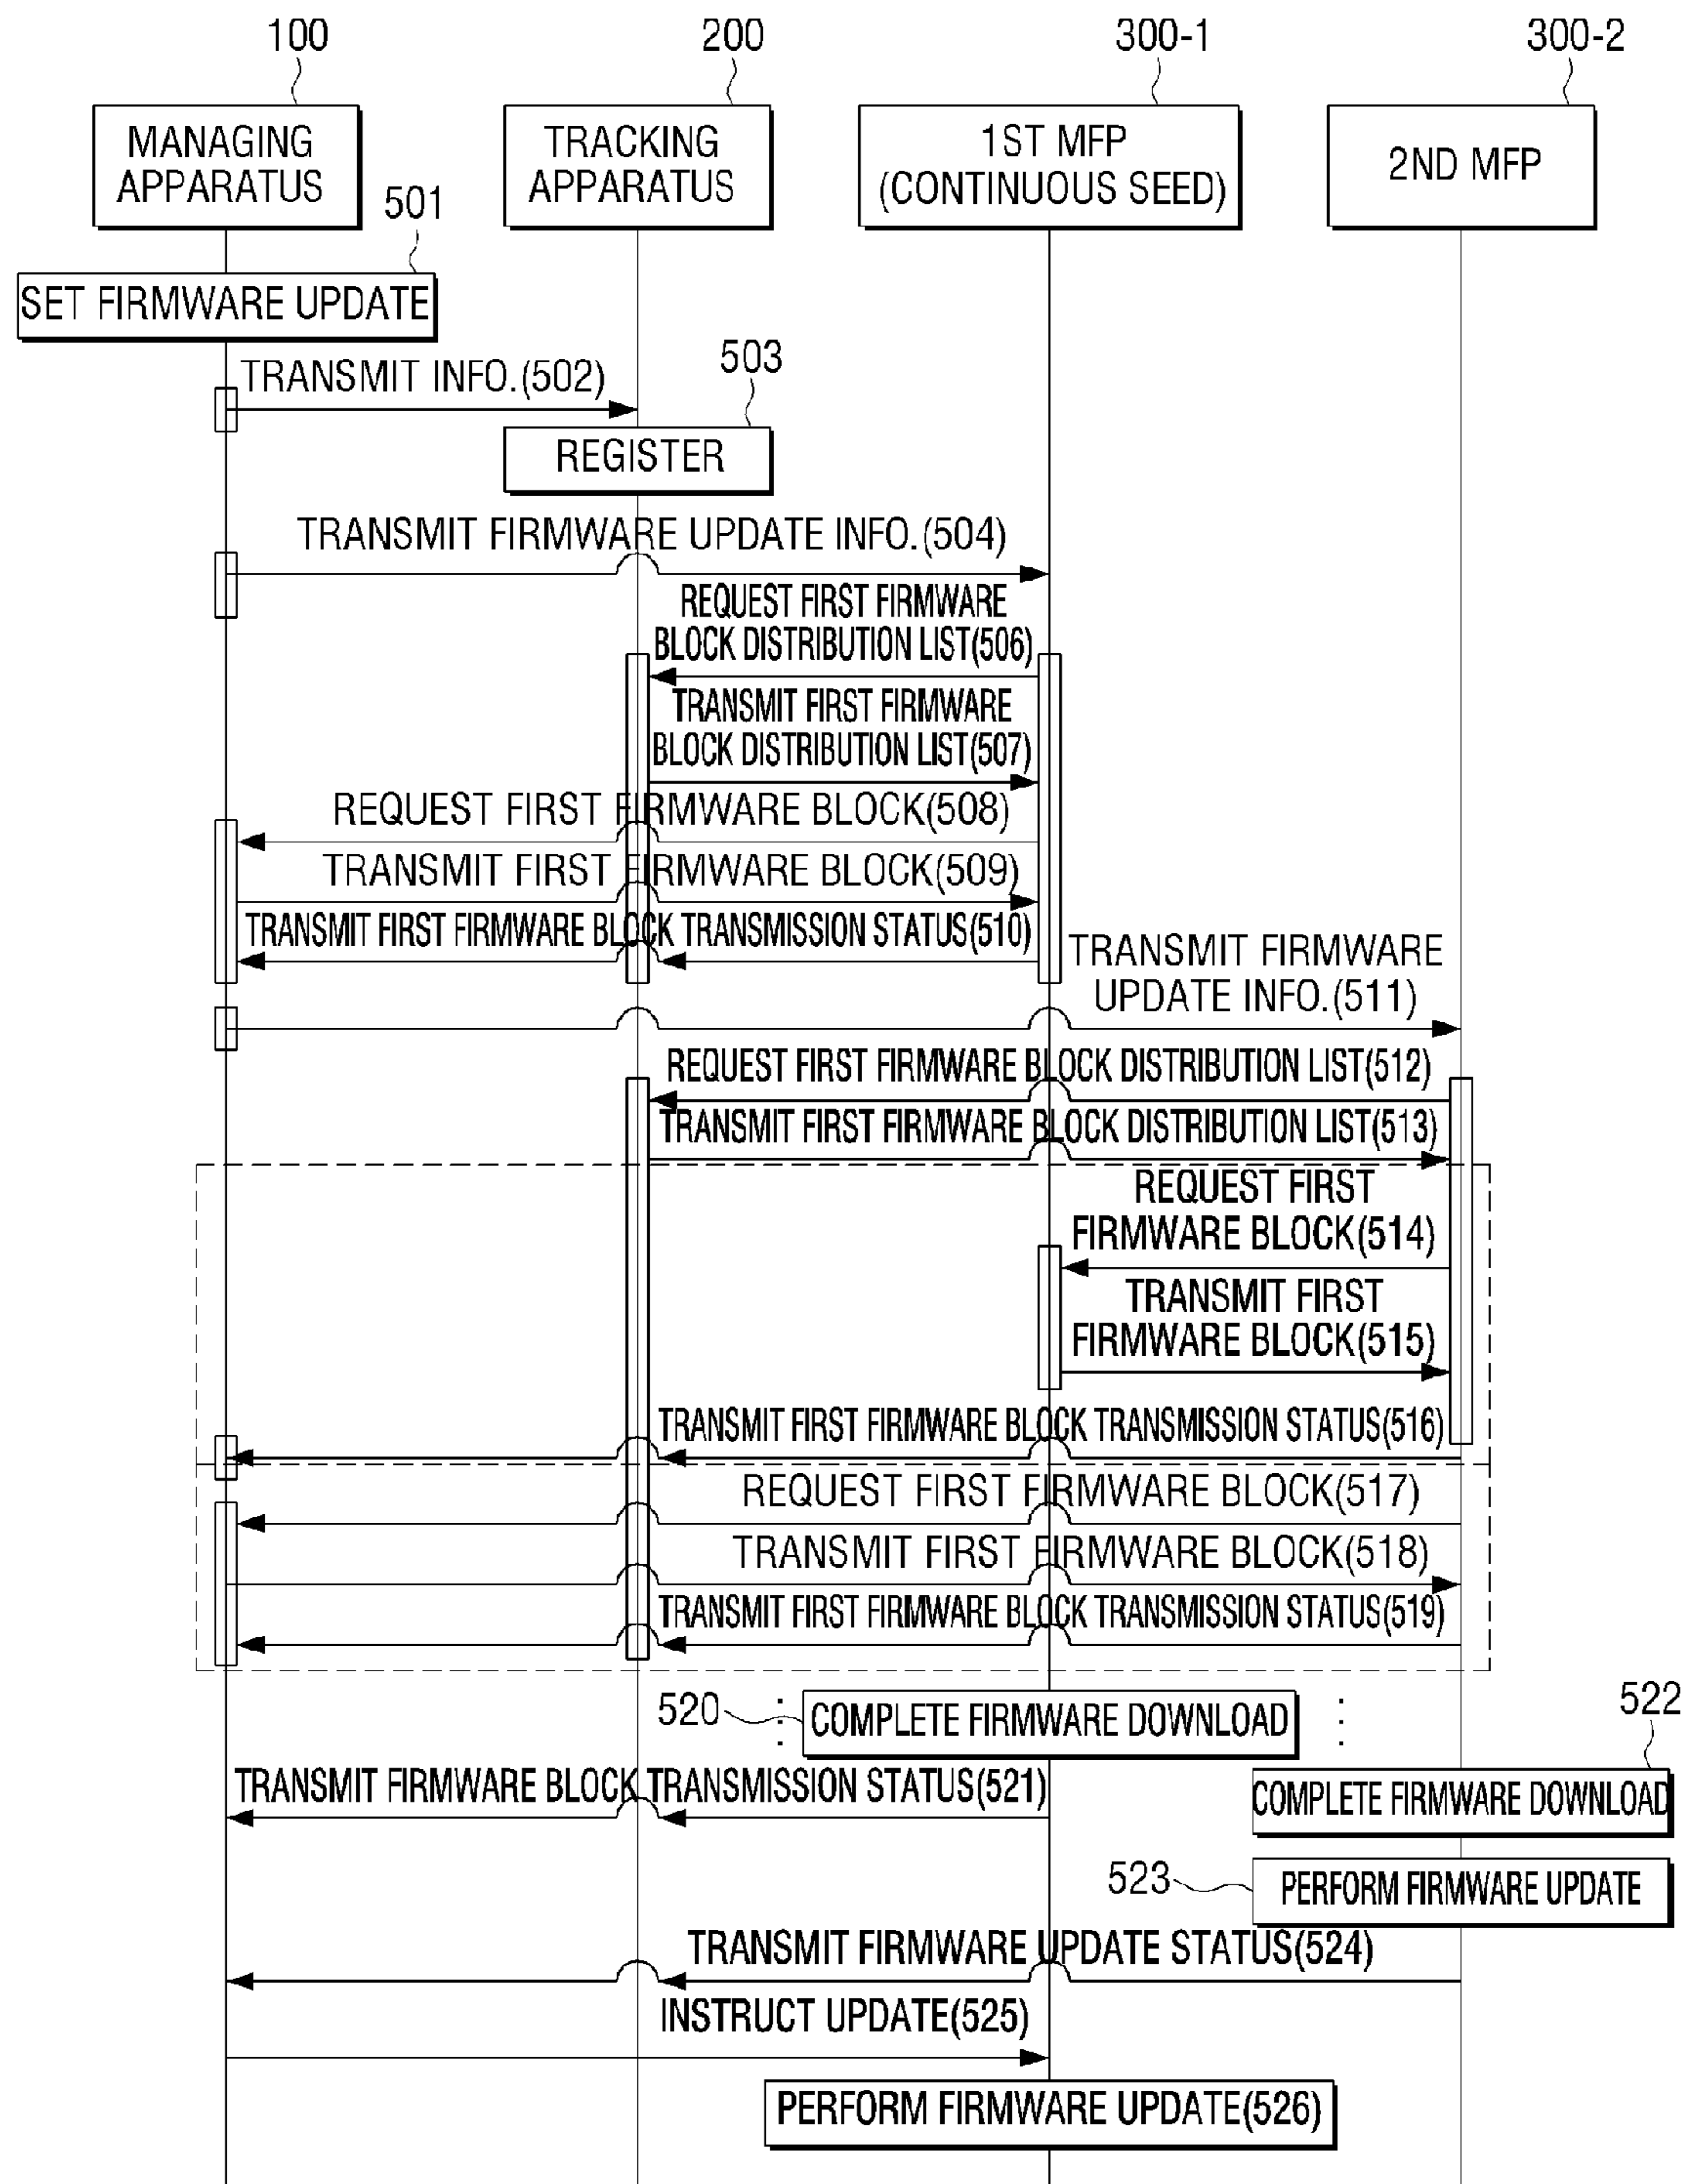 100
200
300-1
300-2
MANAGING
APPARATUS
TRACKING
APPARATUS
1ST MFP
(CONTINUOUS SEED)
2ND MFP
501
SET FIRMWARE UPDATE
TRANSMIT INFO.(502)
503
REGISTER
TRANSMIT FIRMWARE UPDATE INFO.(504)
REQUEST FIRST FIRMWARE
BLOCK DISTRIBUTION LIST(506)
TRANSMIT FIRST FIRMWARE
BLOCK DISTRIBUTION LIST(507)
REQUEST FIRST FIRMWARE BLOCK(508)
TRANSMIT FIRST FIRMWARE BLOCK(509)
TRANSMIT FIRST FIRMWARE BLOCK TRANSMISSION STATUS(510)
TRANSMIT FIRMWARE
UPDATE INFO.(511)
REQUEST FIRST FIRMWARE BLOCK DISTRIBUTION LIST(512)
TRANSMIT FIRST FIRMWARE BLOCK DISTRIBUTION LIST(513)
REQUEST FIRST
FIRMWARE BLOCK(514)
TRANSMIT FIRST
FIRMWARE BLOCK(515)
TRANSMIT FIRST FIRMWARE BLOCK TRANSMISSION STATUS(516)
REQUEST FIRST FIRMWARE BLOCK(517)
TRANSMIT FIRST FIRMWARE BLOCK(518)
TRANSMIT FIRST FIRMWARE BLOCK TRANSMISSION STATUS(519)
520
COMPLETE FIRMWARE DOWNLOAD
522
TRANSMIT FIRMWARE BLOCK TRANSMISSION STATUS(521)
COMPLETE FIRMWARE DOWNLOAD
523
PERFORM FIRMWARE UPDATE
TRANSMIT FIRMWARE UPDATE STATUS(524)
INSTRUCT UPDATE(525)
PERFORM FIRMWARE UPDATE(526)